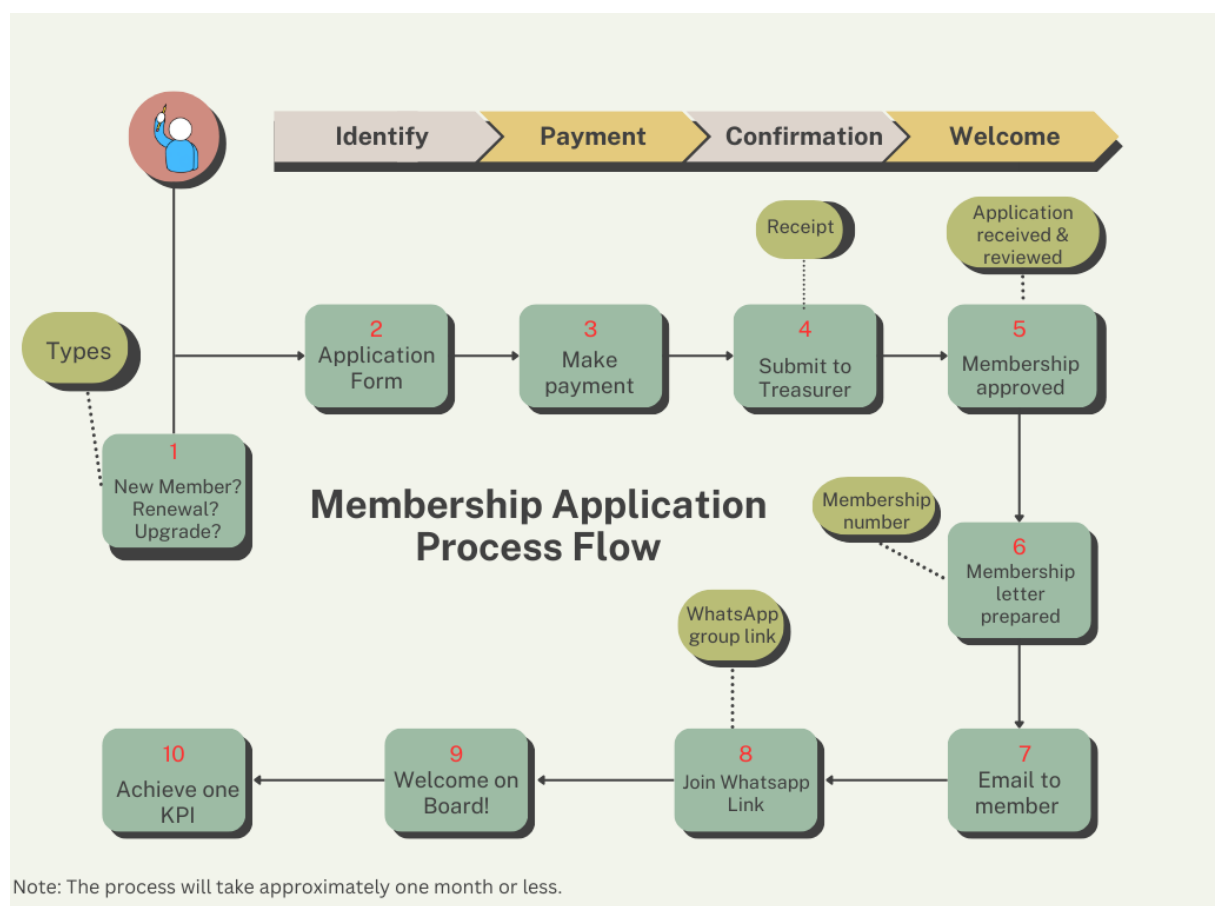 Identify
Payment
Confirmation
Welcome
Receipt
Application
received &
reviewed
Types
1
New Member?
Renewal?
Upgrade?
2
Application
Form
3
Make
payment
4
Submit to
Treasurer
5
Membership
approved
Membership Application
Process Flow
Membership
number
6
Membership
letter
prepared
WhatsApp
group link
7
Email to
member
8
Join Whatsapp
Link
9
Welcome on
Board!
10
Achieve one
KPI
Note: The process will take approximately one month or less.